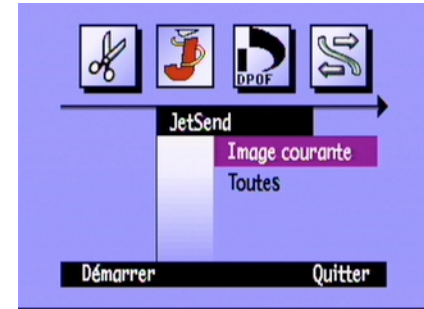 DPOF
JetSend
Image courante
Toutes
Démarrer Quitter